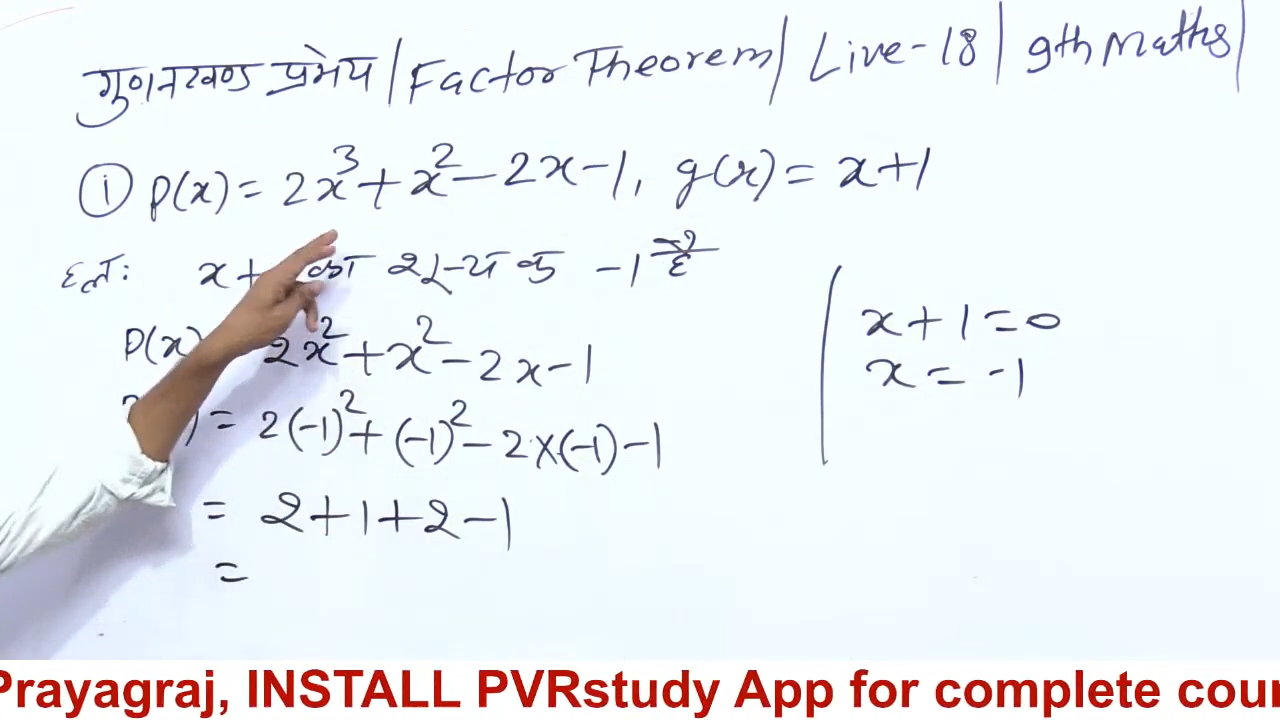 गुणनखण्ड प्रमेय / Factor Theorem / Live-18 | 9th Maths |
① P(x) = 2x³ + x² - 2x - 1, g(x) = x + 1
हल: x + का शून्यक -1 है
P(x) 2x² + x² - 2x - 1
) = 2(-1)² + (-1)² - 2×(-1) - 1
= 2 + 1 + 2 - 1
=
x + 1 = 0
x = -1
Prayagraj, INSTALL PVRstudy App for complete cour